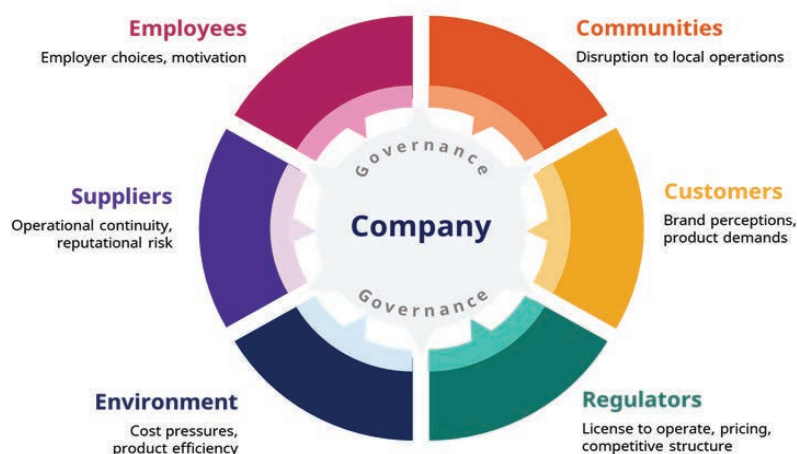 Employees
Employer choices, motivation
Communities
Disruption to local operations
Governance
Suppliers
Operational continuity,
reputational risk
Company
Customers
Brand perceptions,
product demands
Governance
Environment
Cost pressures,
product efficiency
Regulators
License to operate, pricing,
competitive structure